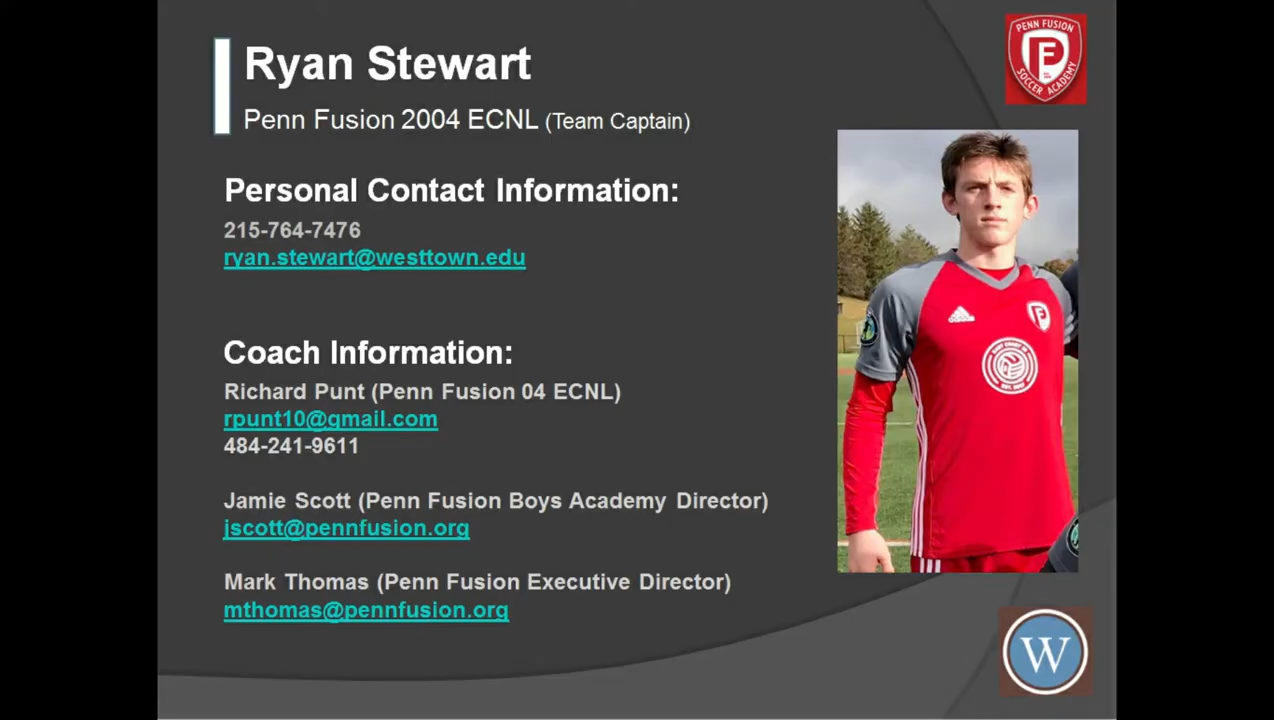 Ryan Stewart
Penn Fusion 2004 ECNL (Team Captain)
Personal Contact Information:
215-764-7476
ryan.stewart@westtown.edu
Coach Information:
Richard Punt (Penn Fusion 04 ECNL)
rpunt10@gmail.com
484-241-9611
Jamie Scott (Penn Fusion Boys Academy Director)
jscott@pennfusion.org
Mark Thomas (Penn Fusion Executive Director)
mthomas@pennfusion.org
PENN FUSION
F
SOCCER ACADEMY
W